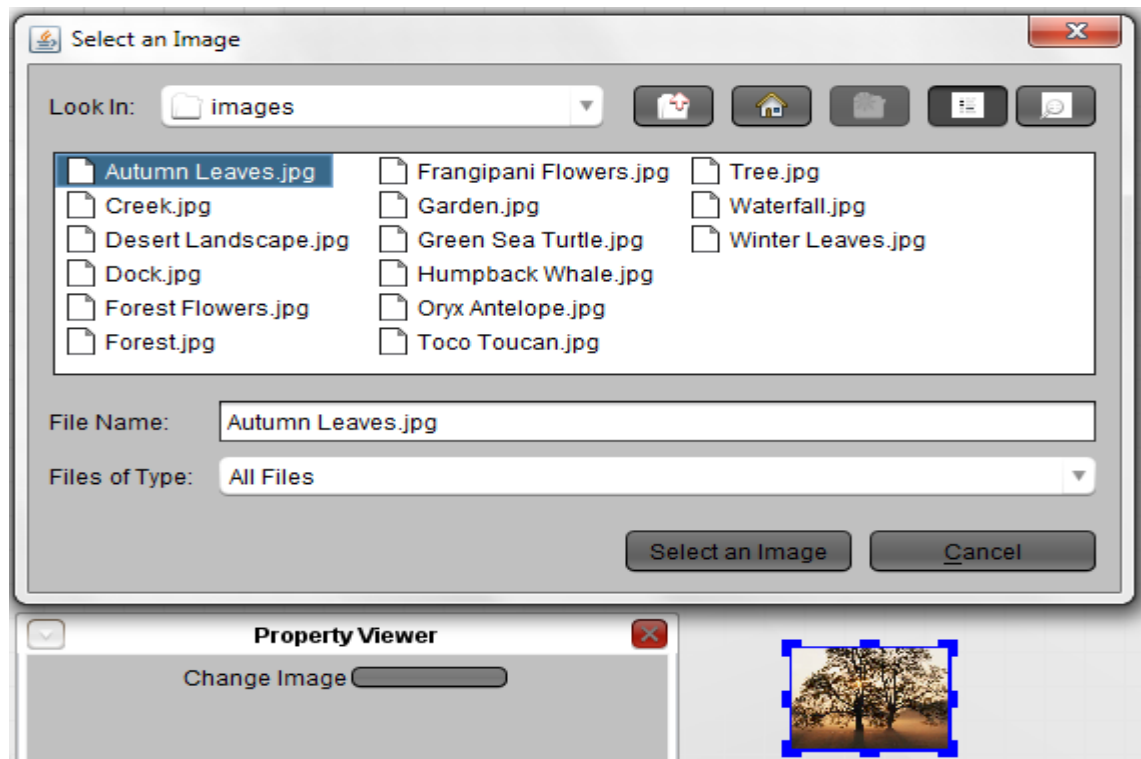 Select an Image
Look In: images
Autumn Leaves.jpg Frangipani Flowers.jpg Tree.jpg
Creek.jpg Garden.jpg Waterfall.jpg
Desert Landscape.jpg Green Sea Turtle.jpg Winter Leaves.jpg
Dock.jpg Humpback Whale.jpg
Forest Flowers.jpg Oryx Antelope.jpg
Forest.jpg Toco Toucan.jpg
File Name: Autumn Leaves.jpg
Files of Type: All Files
Select an Image Cancel
Property Viewer
Change Image